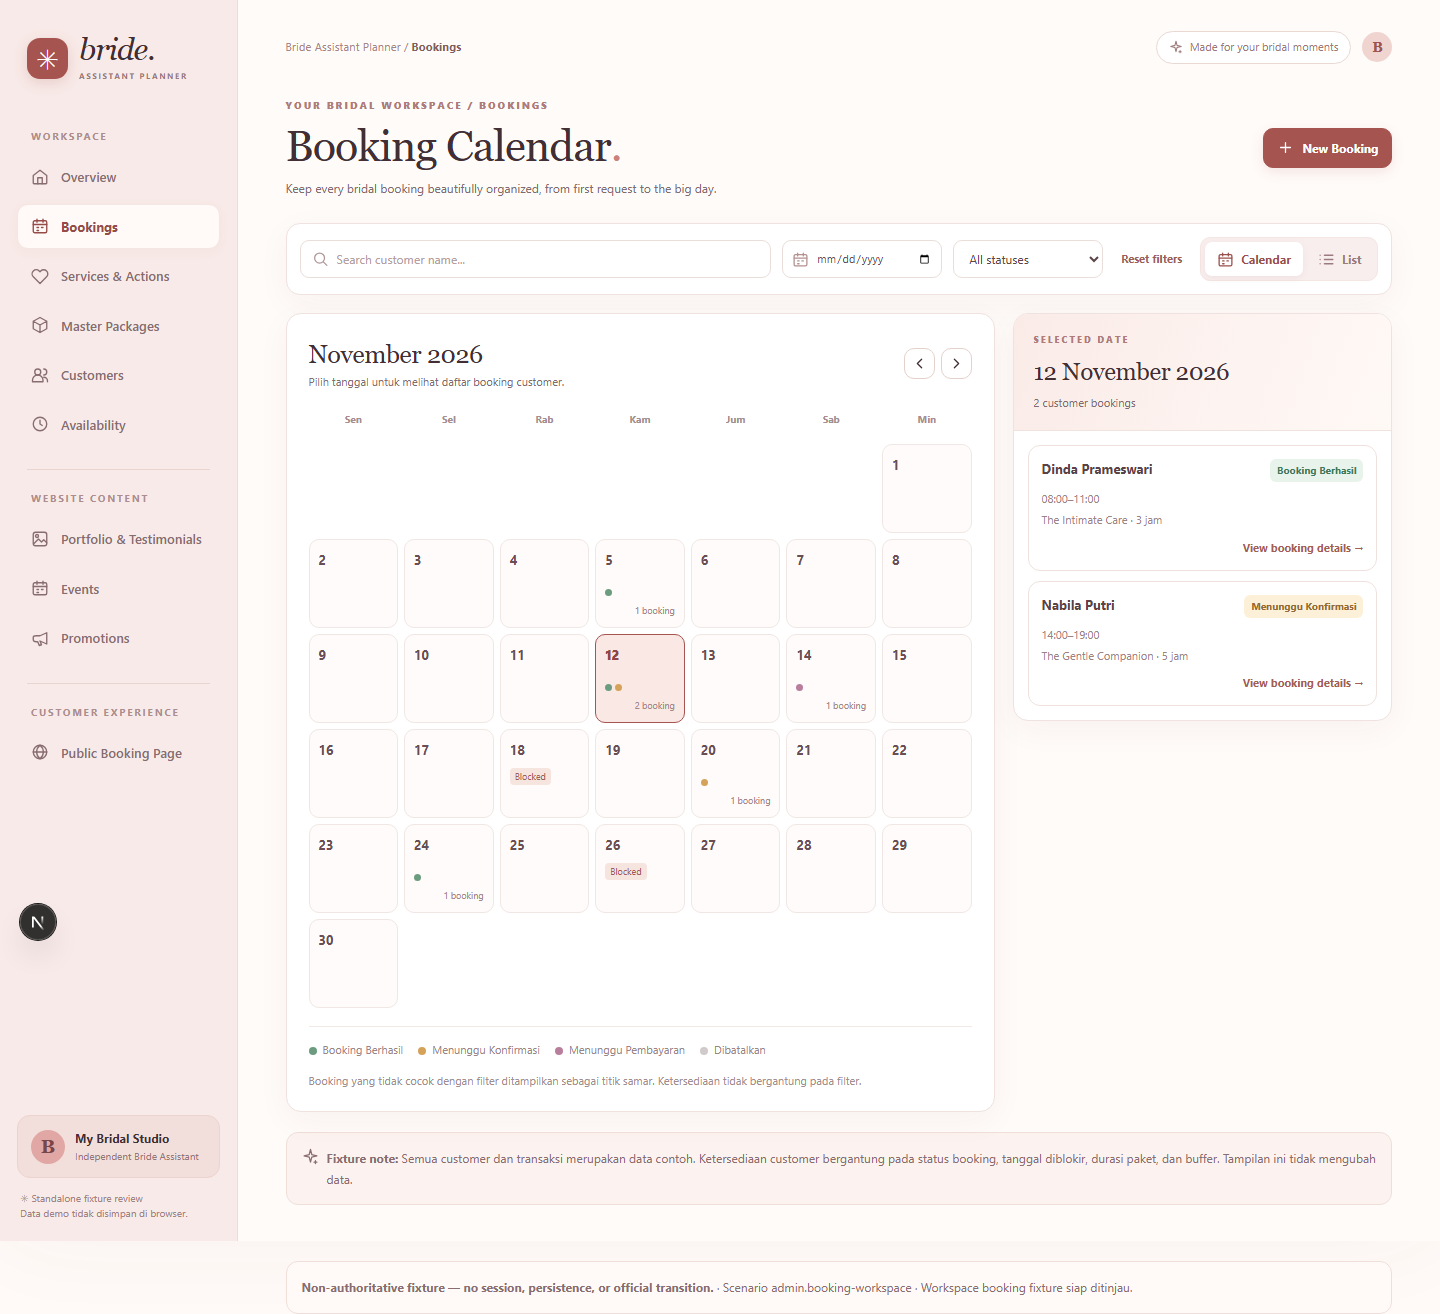 bride.
ASSISTANT PLANNER
WORKSPACE
Overview
Bookings
Services & Actions
Master Packages
Customers
Availability
WEBSITE CONTENT
Portfolio & Testimonials
Events
Promotions
CUSTOMER EXPERIENCE
Public Booking Page
N
B
My Bridal Studio
Independent Bride Assistant
✳ Standalone fixture review
Data demo tidak disimpan di browser.
Bride Assistant Planner / Bookings
Made for your bridal moments
B
YOUR BRIDAL WORKSPACE / BOOKINGS
Booking Calendar.
Keep every bridal booking beautifully organized, from first request to the big day.
New Booking
Search customer name...
mm/dd/yyyy
All statuses
Reset filters
Calendar
List
November 2026
Pilih tanggal untuk melihat daftar booking customer.
Sen Sel Rab Kam Jum Sab Min
1
2 3 4 5 6 7 8
1 booking
9 10 11 12 13 14 15
2 booking 1 booking
16 17 18 19 20 21 22
Blocked 1 booking
23 24 25 26 27 28 29
1 booking Blocked
30
Booking Berhasil Menunggu Konfirmasi Menunggu Pembayaran Dibatalkan
Booking yang tidak cocok dengan filter ditampilkan sebagai titik samar. Ketersediaan tidak bergantung pada filter.
SELECTED DATE
12 November 2026
2 customer bookings
Dinda Prameswari
Booking Berhasil
08:00–11:00
The Intimate Care · 3 jam
View booking details →
Nabila Putri
Menunggu Konfirmasi
14:00–19:00
The Gentle Companion · 5 jam
View booking details →
Fixture note: Semua customer dan transaksi merupakan data contoh. Ketersediaan customer bergantung pada status booking, tanggal diblokir, durasi paket, dan buffer. Tampilan ini tidak mengubah
data.
Non-authoritative fixture — no session, persistence, or official transition. · Scenario admin.booking-workspace · Workspace booking fixture siap ditinjau.